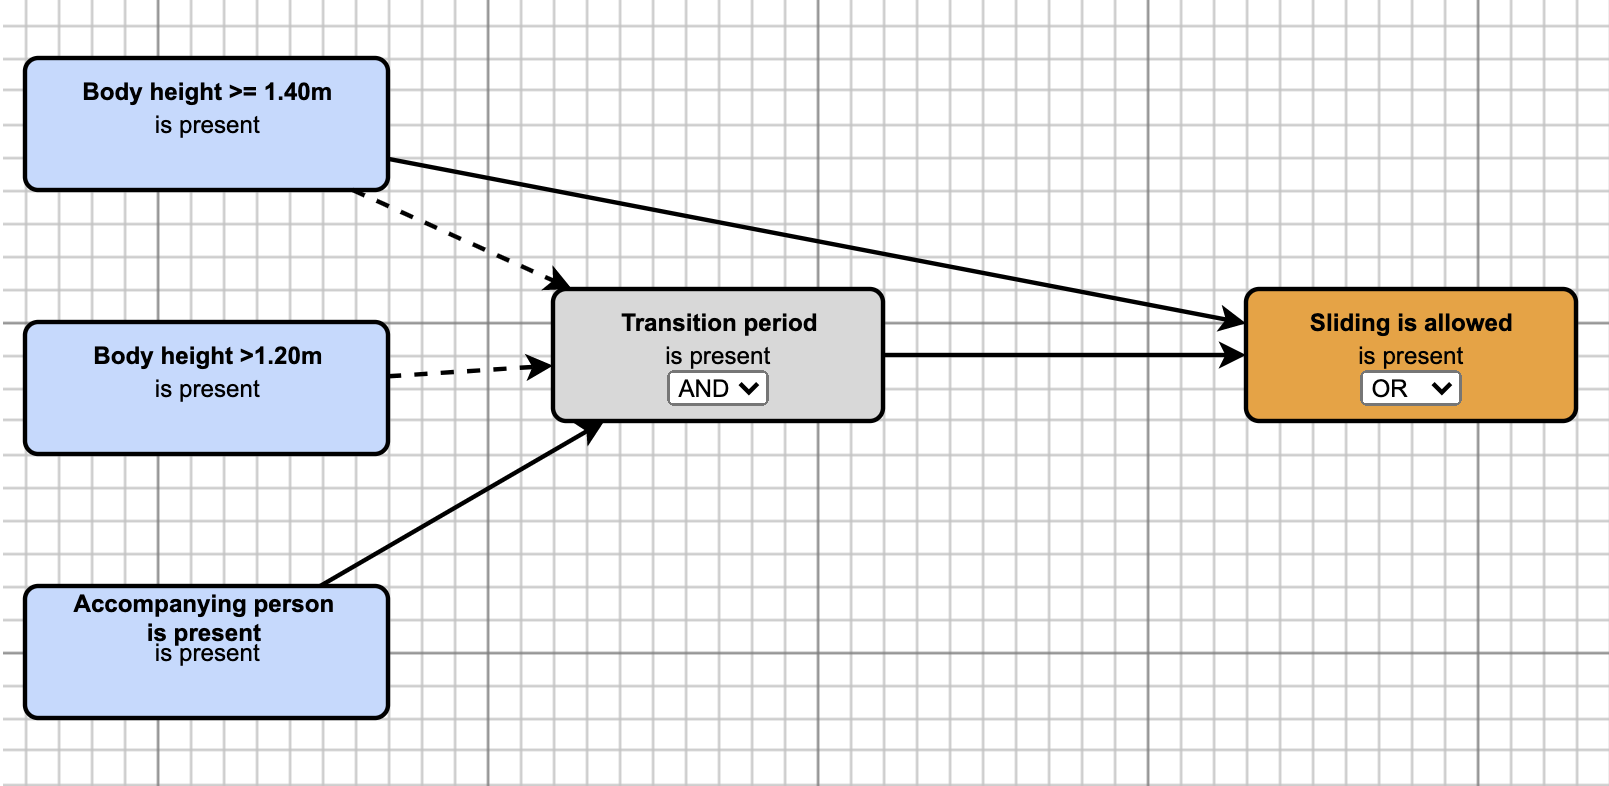 Body height >= 1.40m
is present
Body height >1.20m
is present
Accompanying person
is present
is present
Transition period
is present
AND
Sliding is allowed
is present
OR